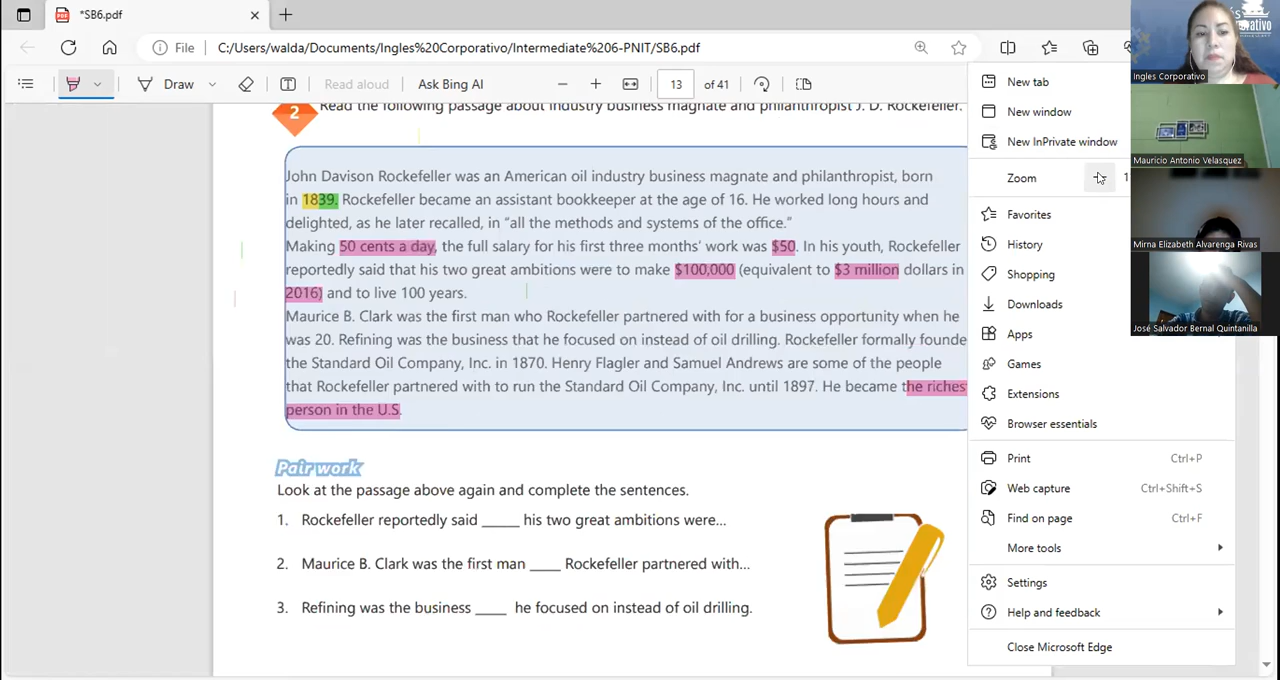 *SB6.pdf
File
C:/Users/walda/Documents/Ingles%20Corporativo/Intermediate%206-PNIT/SB6.pdf
Draw
Read aloud
Ask Bing AI
13
of 41
2
Read the following passage about industry business magnate and philanthropist J. D. Rockefeller.
John Davison Rockefeller was an American oil industry business magnate and philanthropist, born
in 1839. Rockefeller became an assistant bookkeeper at the age of 16. He worked long hours and
delighted, as he later recalled, in “all the methods and systems of the office.”
Making 50 cents a day, the full salary for his first three months’ work was $50. In his youth, Rockefeller
reportedly said that his two great ambitions were to make $100,000 (equivalent to $3 million dollars in
2016) and to live 100 years.
Maurice B. Clark was the first man who Rockefeller partnered with for a business opportunity when he
was 20. Refining was the business that he focused on instead of oil drilling. Rockefeller formally founde
the Standard Oil Company, Inc. in 1870. Henry Flagler and Samuel Andrews are some of the people
that Rockefeller partnered with to run the Standard Oil Company, Inc. until 1897. He became the riches
person in the U.S.
Pair work
Look at the passage above again and complete the sentences.
1. Rockefeller reportedly said _____ his two great ambitions were...
2. Maurice B. Clark was the first man ____ Rockefeller partnered with...
3. Refining was the business ____ he focused on instead of oil drilling.
New tab
New window
New InPrivate window
Zoom
Favorites
History
Shopping
Downloads
Apps
Games
Extensions
Browser essentials
Print Ctrl+P
Web capture Ctrl+Shift+S
Find on page Ctrl+F
More tools
Settings
Help and feedback
Close Microsoft Edge
Ingles Corporativo
Mauricio Antonio Velasquez
Mirna Elizabeth Alvarenga Rivas
José Salvador Bernal Quintanilla